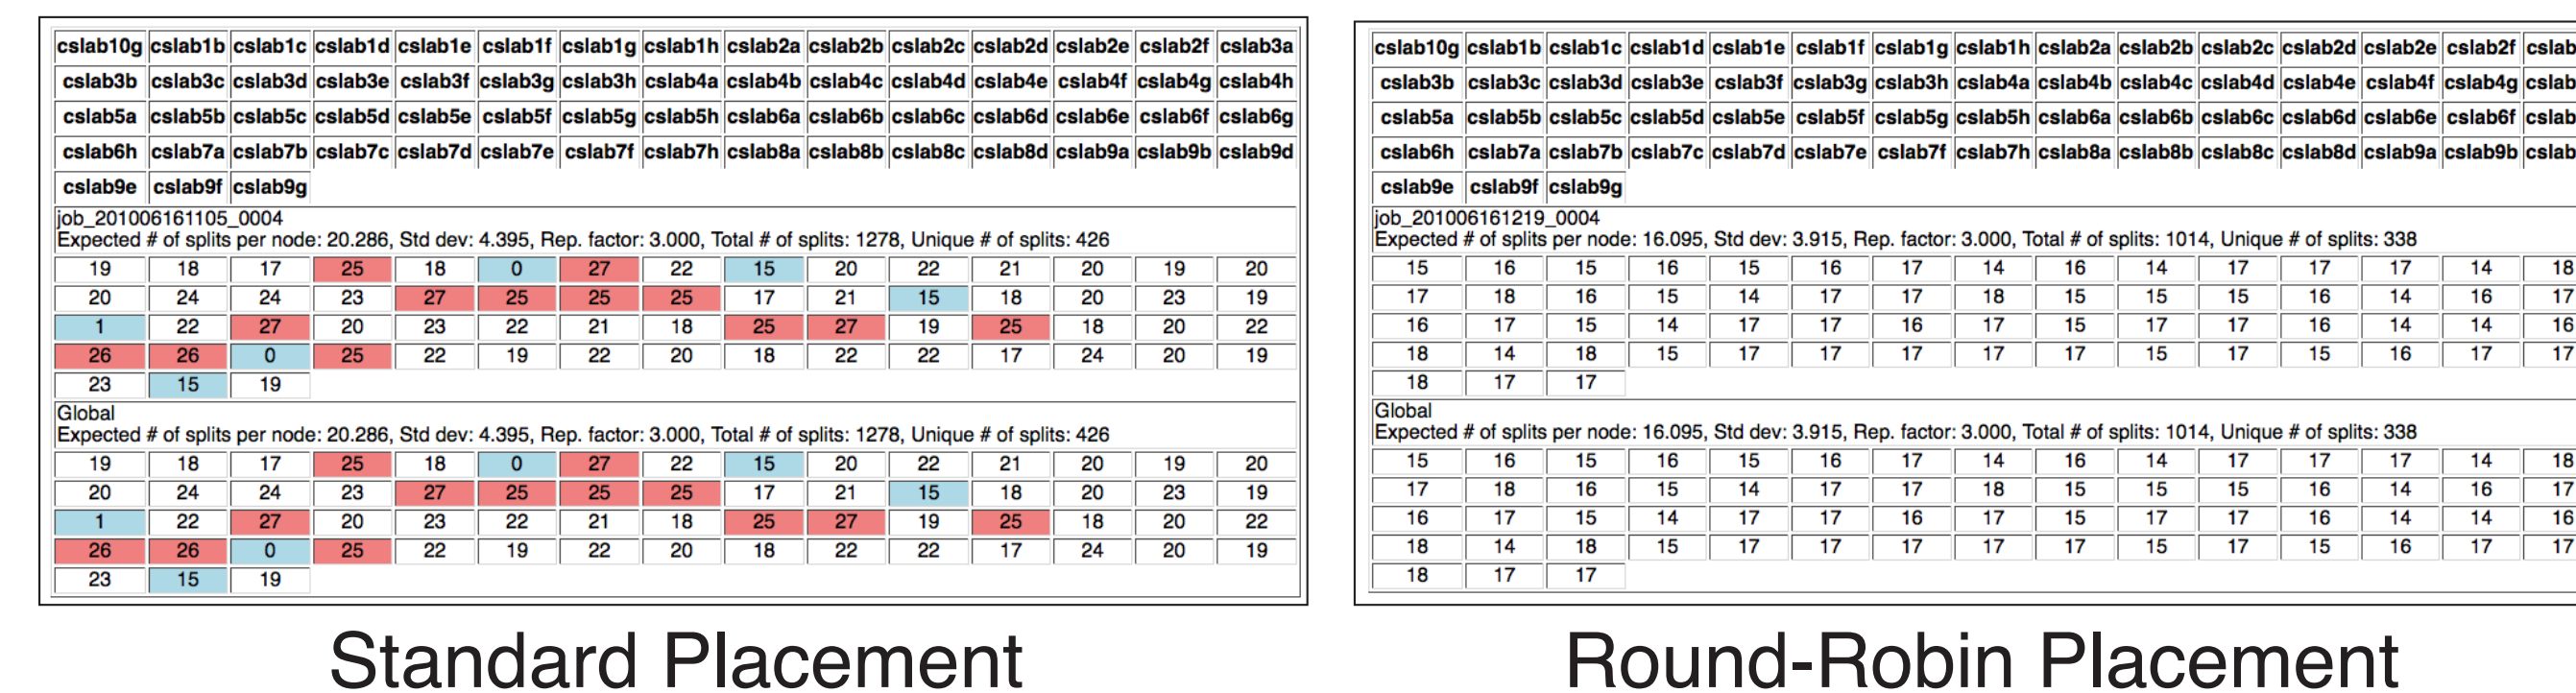 cslab10g cslab1b cslab1c cslab1d cslab1e cslab1f cslab1g cslab1h cslab2a cslab2b cslab2c cslab2d cslab2e cslab2f cslab3a
cslab3b cslab3c cslab3d cslab3e cslab3f cslab3g cslab3h cslab4a cslab4b cslab4c cslab4d cslab4e cslab4f cslab4g cslab4h
cslab5a cslab5b cslab5c cslab5d cslab5e cslab5f cslab5g cslab5h cslab6a cslab6b cslab6c cslab6d cslab6e cslab6f cslab6g
cslab6h cslab7a cslab7b cslab7c cslab7d cslab7e cslab7f cslab7h cslab8a cslab8b cslab8c cslab8d cslab9a cslab9b cslab9d
cslab9e cslab9f cslab9g
job_201006161105_0004
Expected # of splits per node: 20.286, Std dev: 4.395, Rep. factor: 3.000, Total # of splits: 1278, Unique # of splits: 426
19 18 17 25 18 0 27 22 15 20 22 21 20 19 20
20 24 24 23 27 25 25 25 17 21 15 18 20 23 19
1 22 27 20 23 22 21 18 25 27 19 25 18 20 22
26 26 0 25 22 19 22 20 18 22 22 17 24 20 19
23 15 19
Global
Expected # of splits per node: 20.286, Std dev: 4.395, Rep. factor: 3.000, Total # of splits: 1278, Unique # of splits: 426
19 18 17 25 18 0 27 22 15 20 22 21 20 19 20
20 24 24 23 27 25 25 25 17 21 15 18 20 23 19
1 22 27 20 23 22 21 18 25 27 19 25 18 20 22
26 26 0 25 22 19 22 20 18 22 22 17 24 20 19
23 15 19
Standard Placement
cslab10g cslab1b cslab1c cslab1d cslab1e cslab1f cslab1g cslab1h cslab2a cslab2b cslab2c cslab2d cslab2e cslab2f cslab
cslab3b cslab3c cslab3d cslab3e cslab3f cslab3g cslab3h cslab4a cslab4b cslab4c cslab4d cslab4e cslab4f cslab4g cslab
cslab5a cslab5b cslab5c cslab5d cslab5e cslab5f cslab5g cslab5h cslab6a cslab6b cslab6c cslab6d cslab6e cslab6f cslab
cslab6h cslab7a cslab7b cslab7c cslab7d cslab7e cslab7f cslab7h cslab8a cslab8b cslab8c cslab8d cslab9a cslab9b cslab
cslab9e cslab9f cslab9g
job_201006161219_0004
Expected # of splits per node: 16.095, Std dev: 3.915, Rep. factor: 3.000, Total # of splits: 1014, Unique # of splits: 338
15 16 15 16 15 16 17 14 16 14 17 17 17 14 18
17 18 16 15 14 17 17 18 15 15 15 16 14 16 17
16 17 15 14 17 17 16 17 15 17 17 16 14 14 16
18 14 18 15 17 17 17 17 17 15 17 15 16 17 17
18 17 17
Global
Expected # of splits per node: 16.095, Std dev: 3.915, Rep. factor: 3.000, Total # of splits: 1014, Unique # of splits: 338
15 16 15 16 15 16 17 14 16 14 17 17 17 14 18
17 18 16 15 14 17 17 18 15 15 15 16 14 16 17
16 17 15 14 17 17 16 17 15 17 17 16 14 14 16
18 14 18 15 17 17 17 17 17 15 17 15 16 17 17
18 17 17
Round-Robin Placement